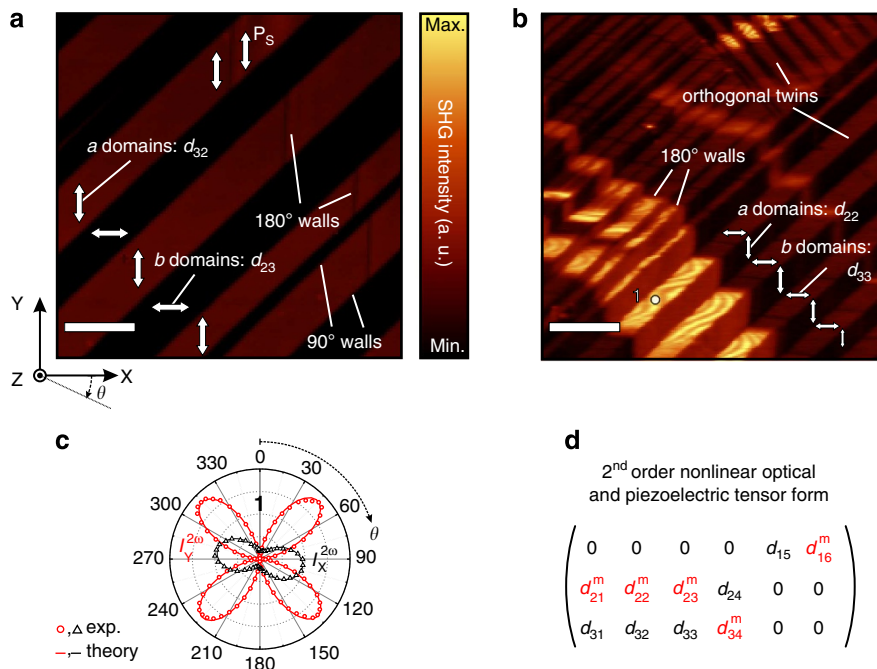 a
P_S
a domains: d_32
180° walls
b domains: d_23
90° walls
Y
Z
X
θ
Max.
SHG intensity (a. u.)
Min.
b
orthogonal twins
180° walls
a domains: d_22
b domains:
d_33
1
c
0
30
60
90
120
150
180
210
240
270
300
330
1
θ
I_Y^2ω
I_X^2ω
○,△ exp.
–,– theory
d
2^nd order nonlinear optical
and piezoelectric tensor form
0 0 0 0 d_15 d_16^m
d_21^m d_22^m d_23^m d_24 0 0
d_31 d_32 d_33 d_34^m 0 0